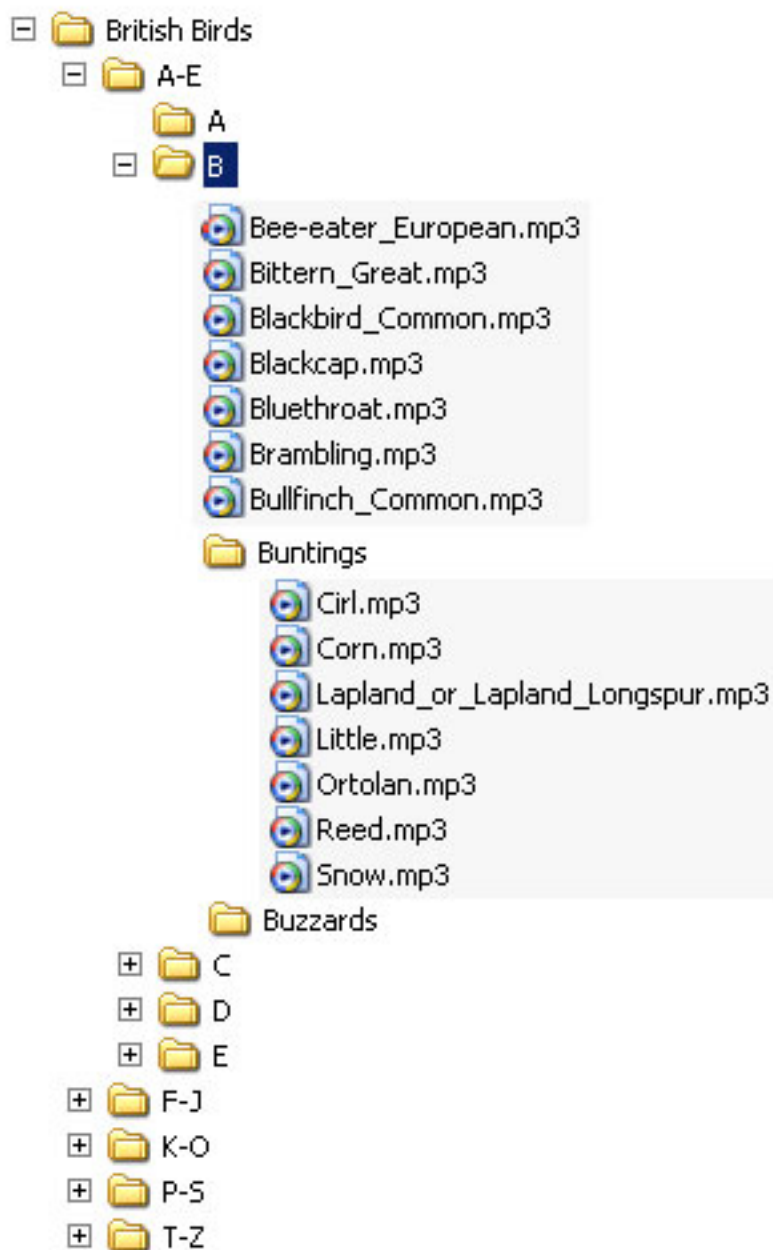 British Birds
A-E
A
B
Bee-eater_European.mp3
Bittern_Great.mp3
Blackbird_Common.mp3
Blackcap.mp3
Bluethroat.mp3
Brambling.mp3
Bullfinch_Common.mp3
Buntings
Cirl.mp3
Corn.mp3
Lapland_or_Lapland_Longspur.mp3
Little.mp3
Ortolan.mp3
Reed.mp3
Snow.mp3
Buzzards
C
D
E
F-J
K-O
P-S
T-Z